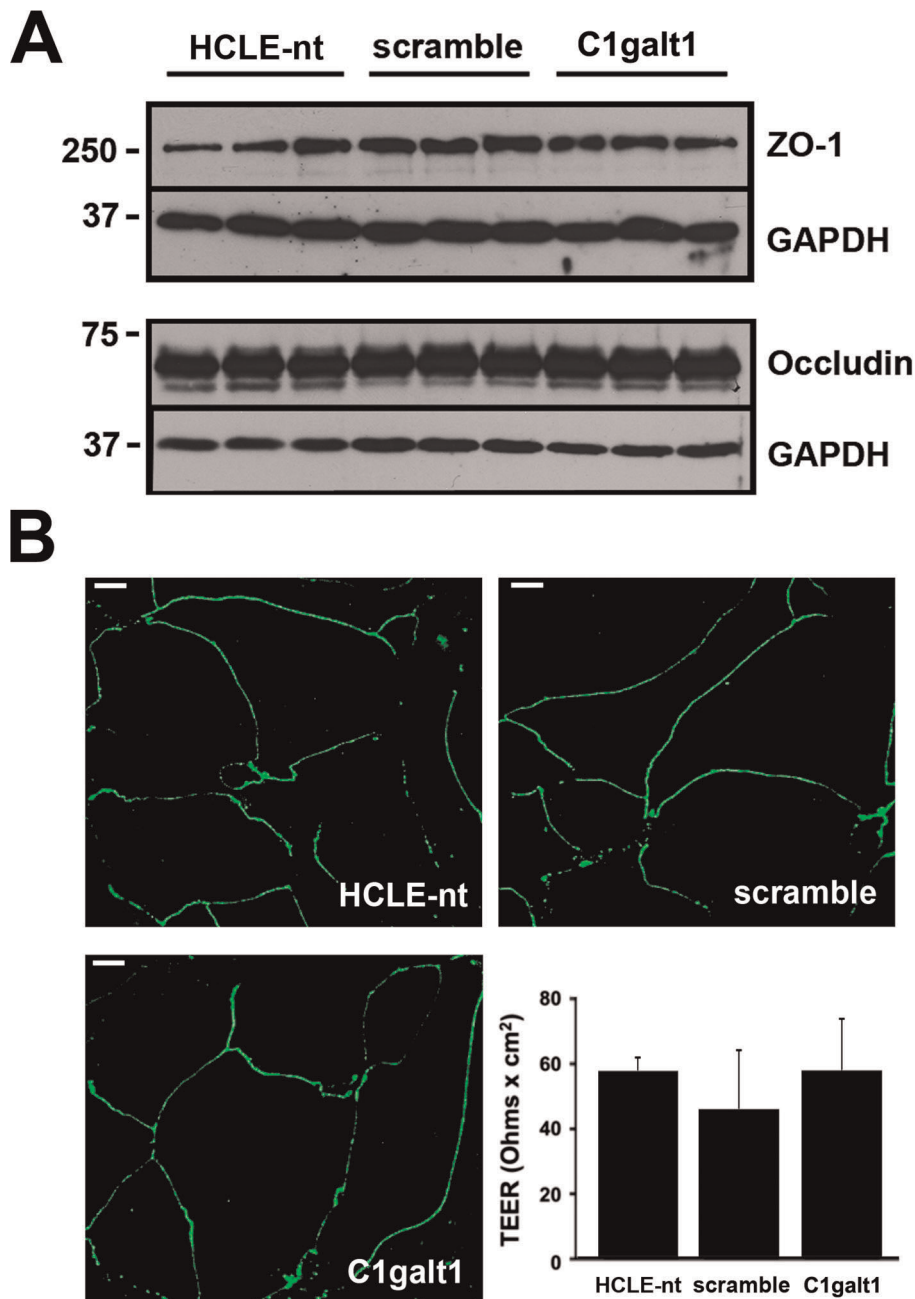 A
HCLE-nt scramble C1galt1
250 - ZO-1
37 - GAPDH
75 - Occludin
37 - GAPDH
B
HCLE-nt
scramble
C1galt1
TEER (Ohms x cm²)
80
60
40
20
0
HCLE-nt scramble C1galt1